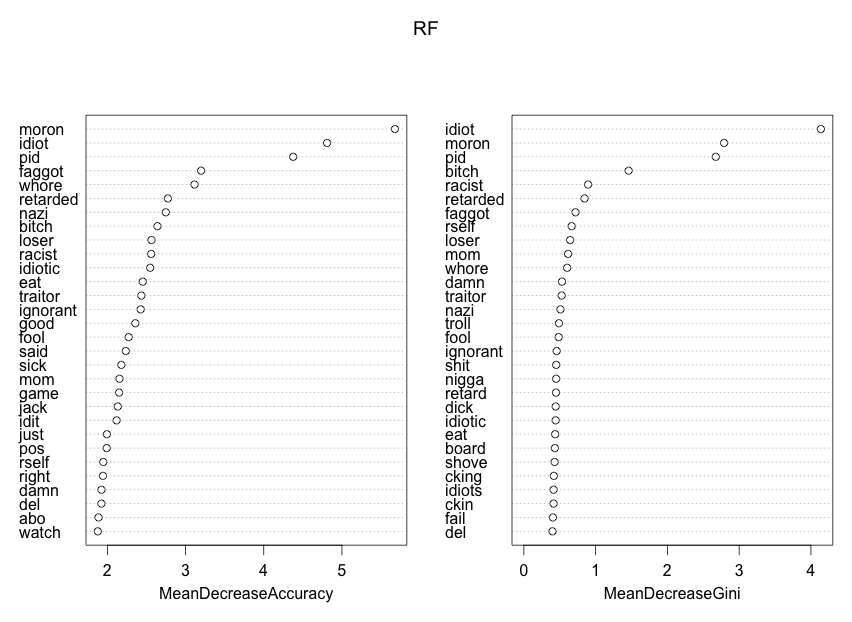 RF
moron
idiot
pid
faggot
whore
retarded
nazi
bitch
loser
racist
idiotic
eat
traitor
ignorant
good
fool
said
sick
mom
game
jack
idit
just
pos
rself
right
damn
del
abo
watch
2 3 4 5
MeanDecreaseAccuracy
idiot
moron
pid
bitch
racist
retarded
faggot
rself
loser
mom
whore
damn
traitor
nazi
troll
fool
ignorant
shit
nigga
retard
dick
idiotic
eat
board
shove
cking
idiots
ckin
fail
del
0 1 2 3 4
MeanDecreaseGini